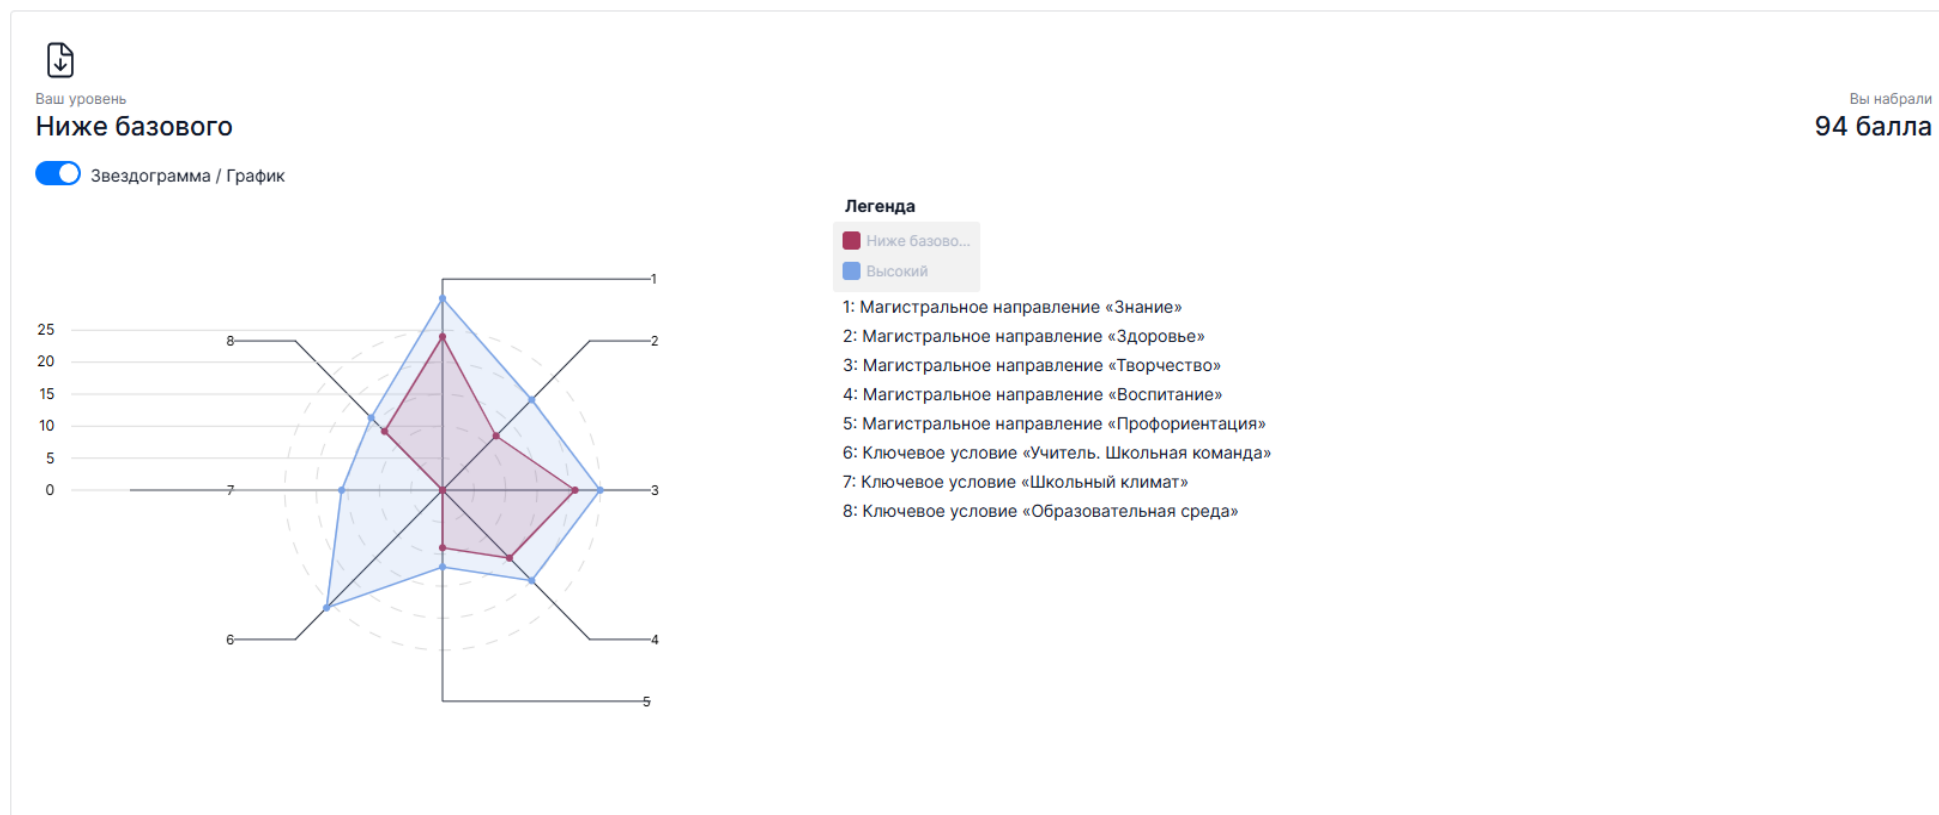 Ваш уровень
Вы набрали
Ниже базового
94 балла
Звездограмма / График
Легенда
Ниже базово...
Высокий
1: Магистральное направление «Знание»
2: Магистральное направление «Здоровье»
3: Магистральное направление «Творчество»
4: Магистральное направление «Воспитание»
5: Магистральное направление «Профориентация»
6: Ключевое условие «Учитель. Школьная команда»
7: Ключевое условие «Школьный климат»
8: Ключевое условие «Образовательная среда»
1
25
8
2
20
15
10
5
0
7
3
6
4
5